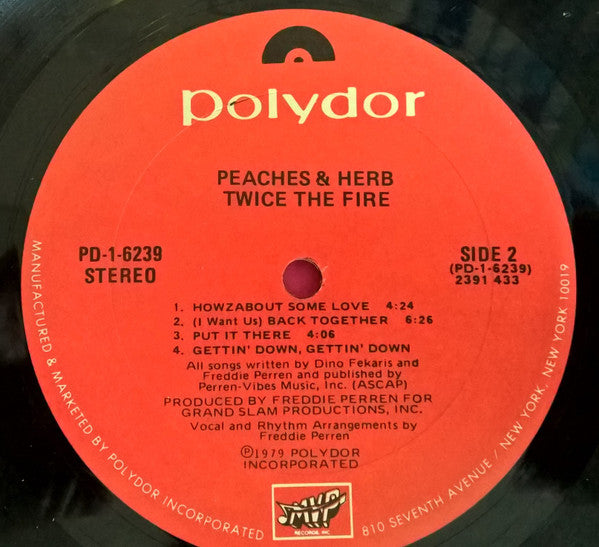 polydor
PEACHES & HERB
TWICE THE FIRE
PD-1-6239
STEREO
SIDE 2
(PD-1-6239)
2391 433
1. HOWZABOUT SOME LOVE 4:24
2. (I Want Us) BACK TOGETHER 6:26
3. PUT IT THERE 4:06
4. GETTIN' DOWN, GETTIN' DOWN
All songs written by Dino Fekaris and
Freddie Perren and published by
Perren-Vibes Music, Inc. (ASCAP)
PRODUCED BY FREDDIE PERREN FOR
GRAND SLAM PRODUCTIONS, INC.
Vocal and Rhythm Arrangements by
Freddie Perren
Ⓟ1979 POLYDOR
INCORPORATED
MVP
RECORDS, INC.
MANUFACTURED & MARKETED BY POLYDOR INCORPORATED 810 SEVENTH AVENUE / NEW YORK, NEW YORK 10019